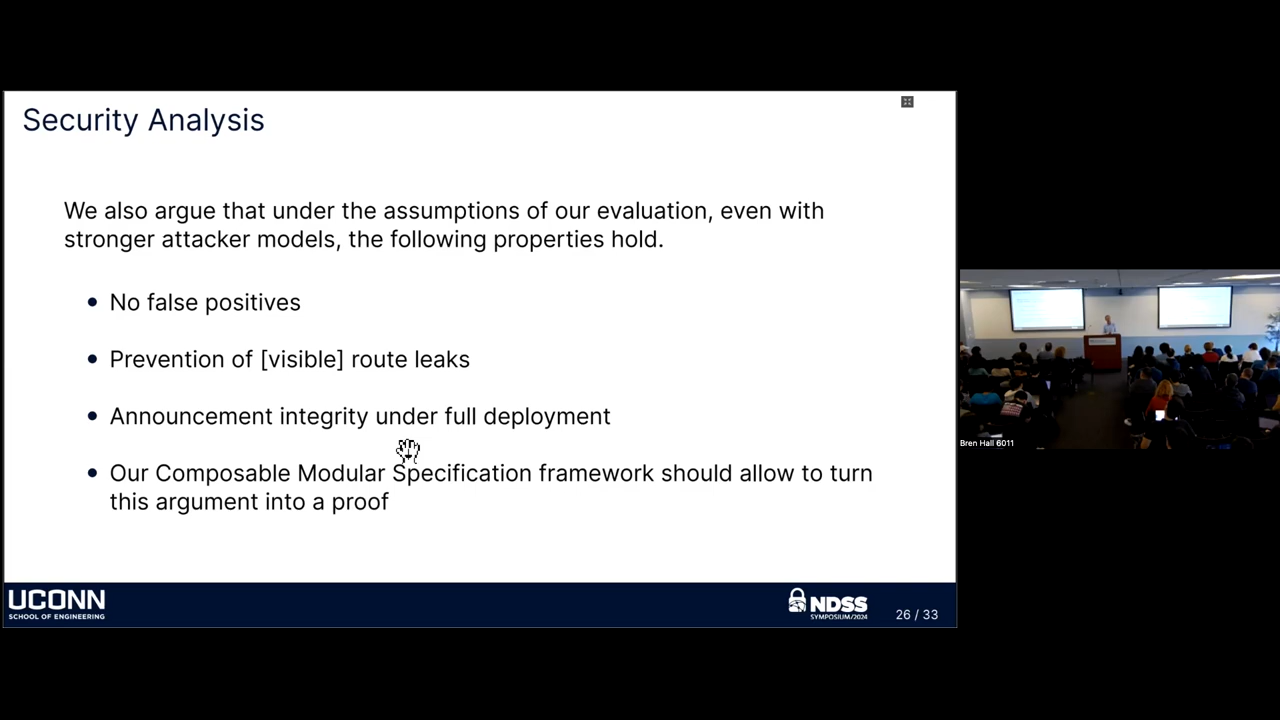 Security Analysis
We also argue that under the assumptions of our evaluation, even with
stronger attacker models, the following properties hold.
• No false positives
• Prevention of [visible] route leaks
• Announcement integrity under full deployment
• Our Composable Modular Specification framework should allow to turn
this argument into a proof
UCONN
SCHOOL OF ENGINEERING
NDSS
SYMPOSIUM/2024
26 / 33
Bren Hall 6011